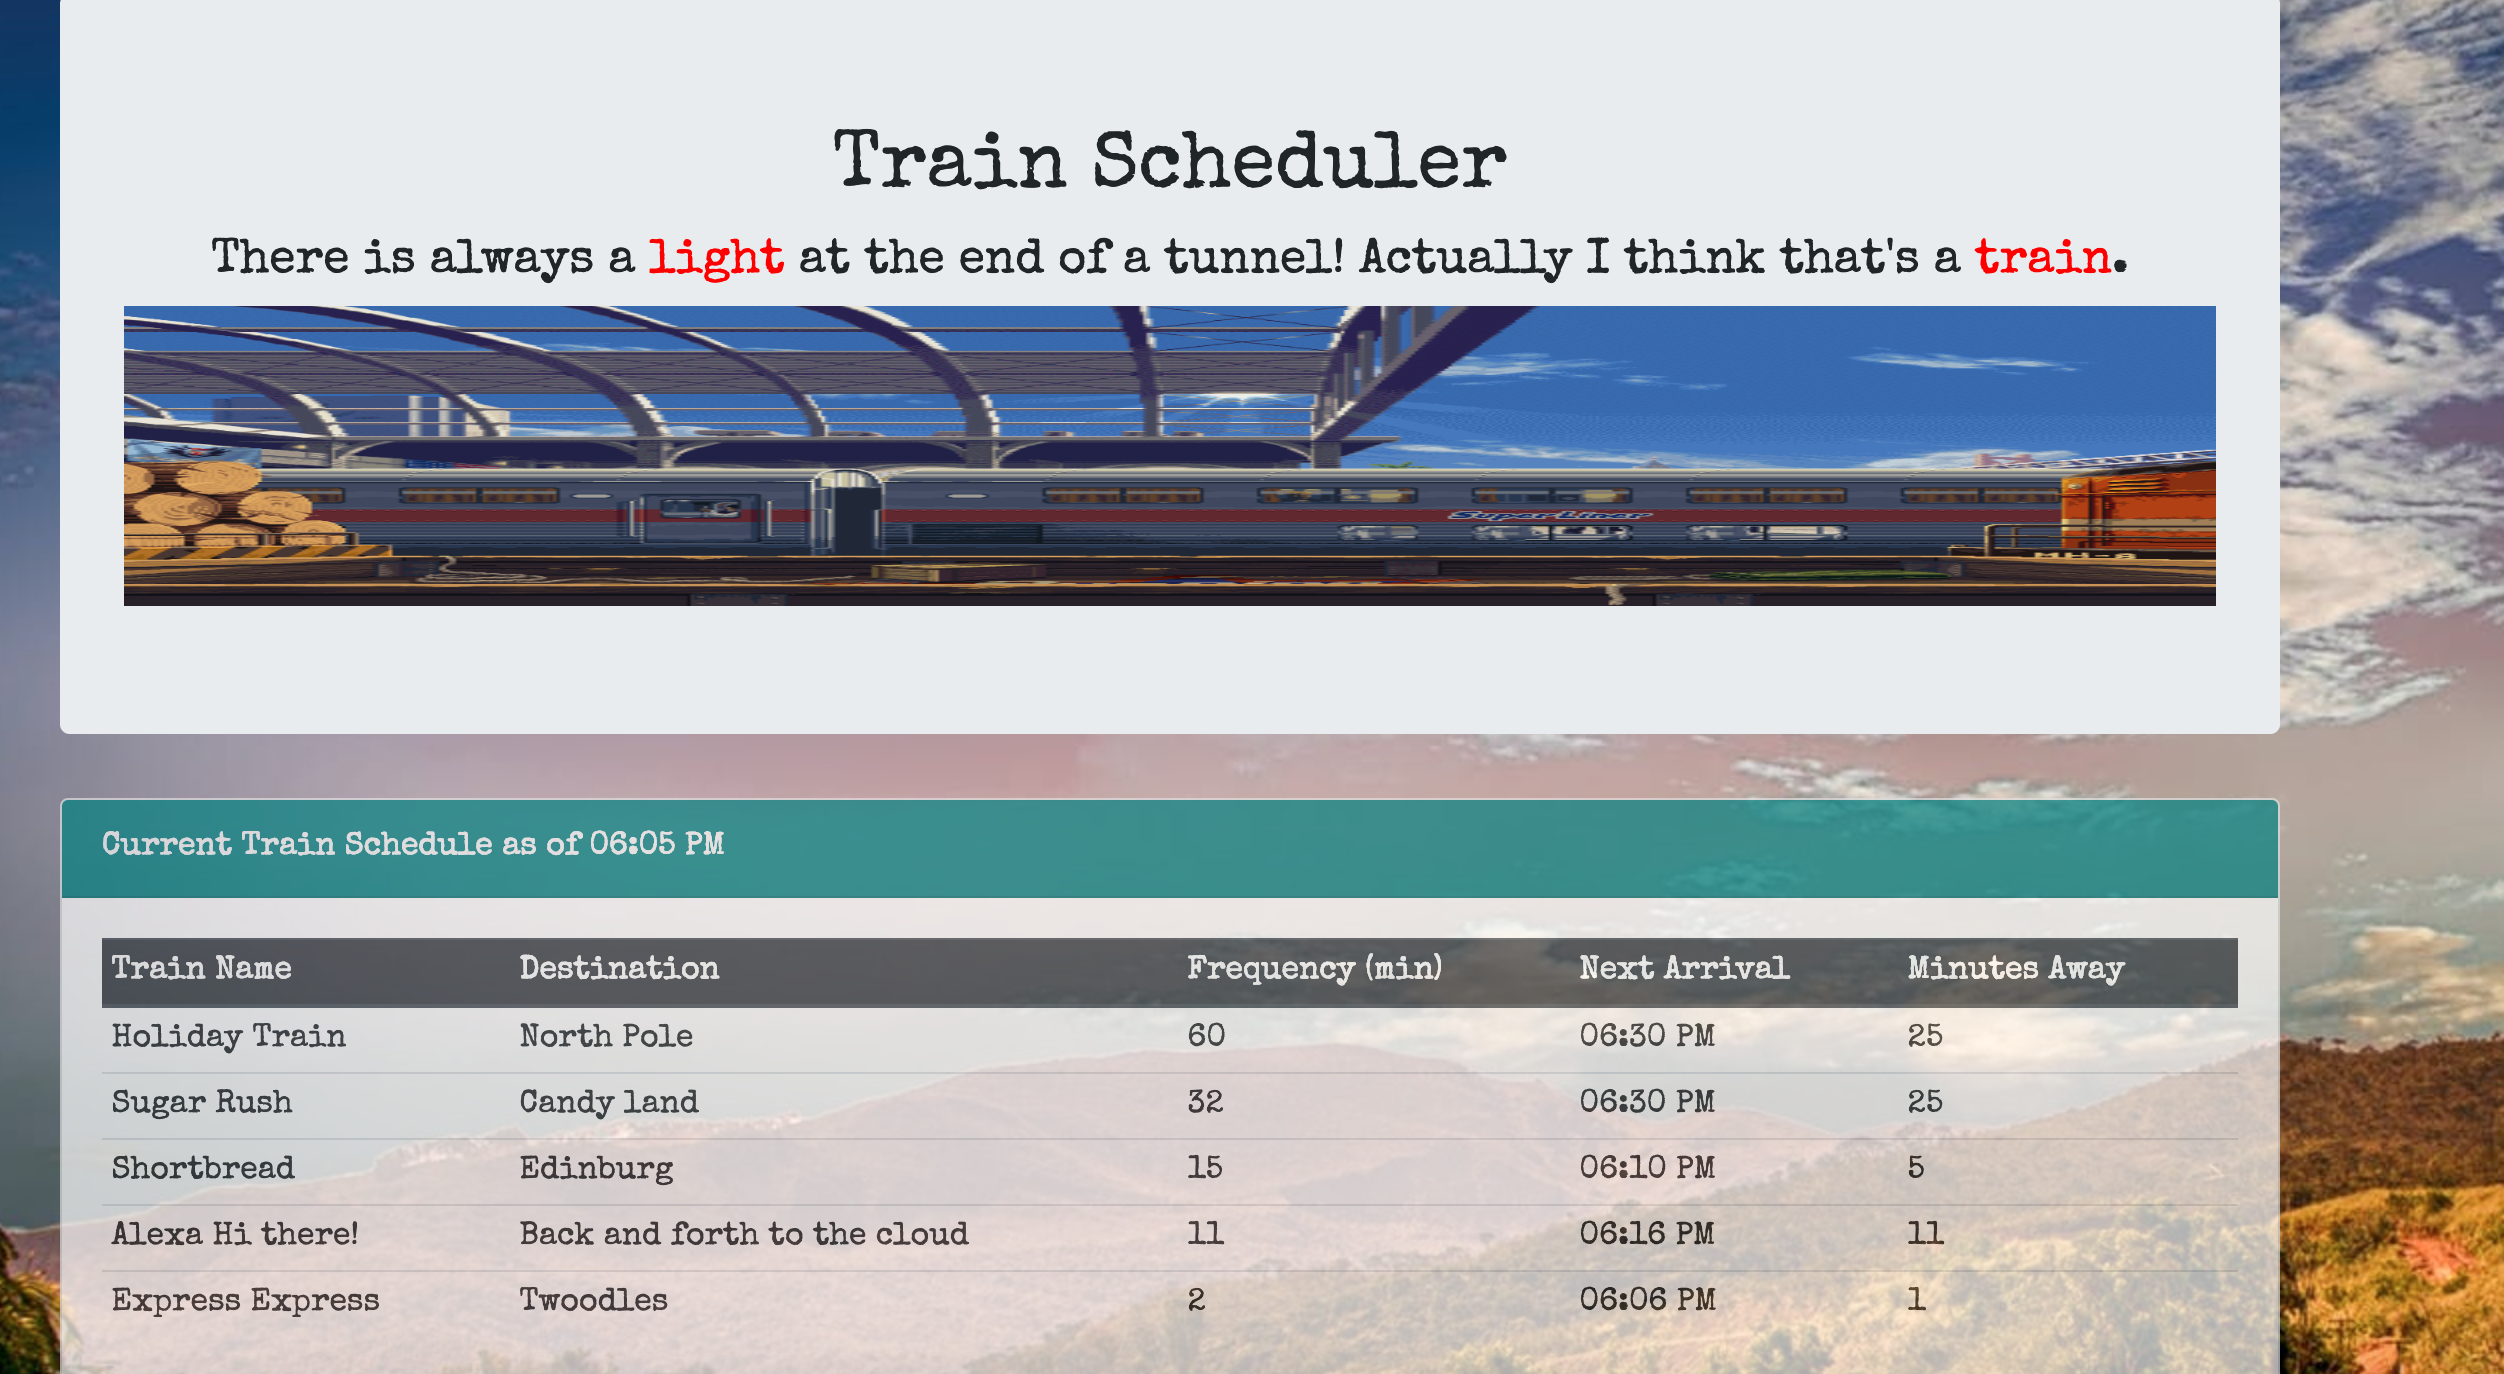 Train Scheduler
There is always a light at the end of a tunnel! Actually I think that's a train.
Super Liner
MH-8
Current Train Schedule as of 06:05 PM
Train Name Destination Frequency (min) Next Arrival Minutes Away
Holiday Train North Pole 60 06:30 PM 25
Sugar Rush Candy land 32 06:30 PM 25
Shortbread Edinburg 15 06:10 PM 5
Alexa Hi there! Back and forth to the cloud 11 06:16 PM 11
Express Express Twoodles 2 06:06 PM 1